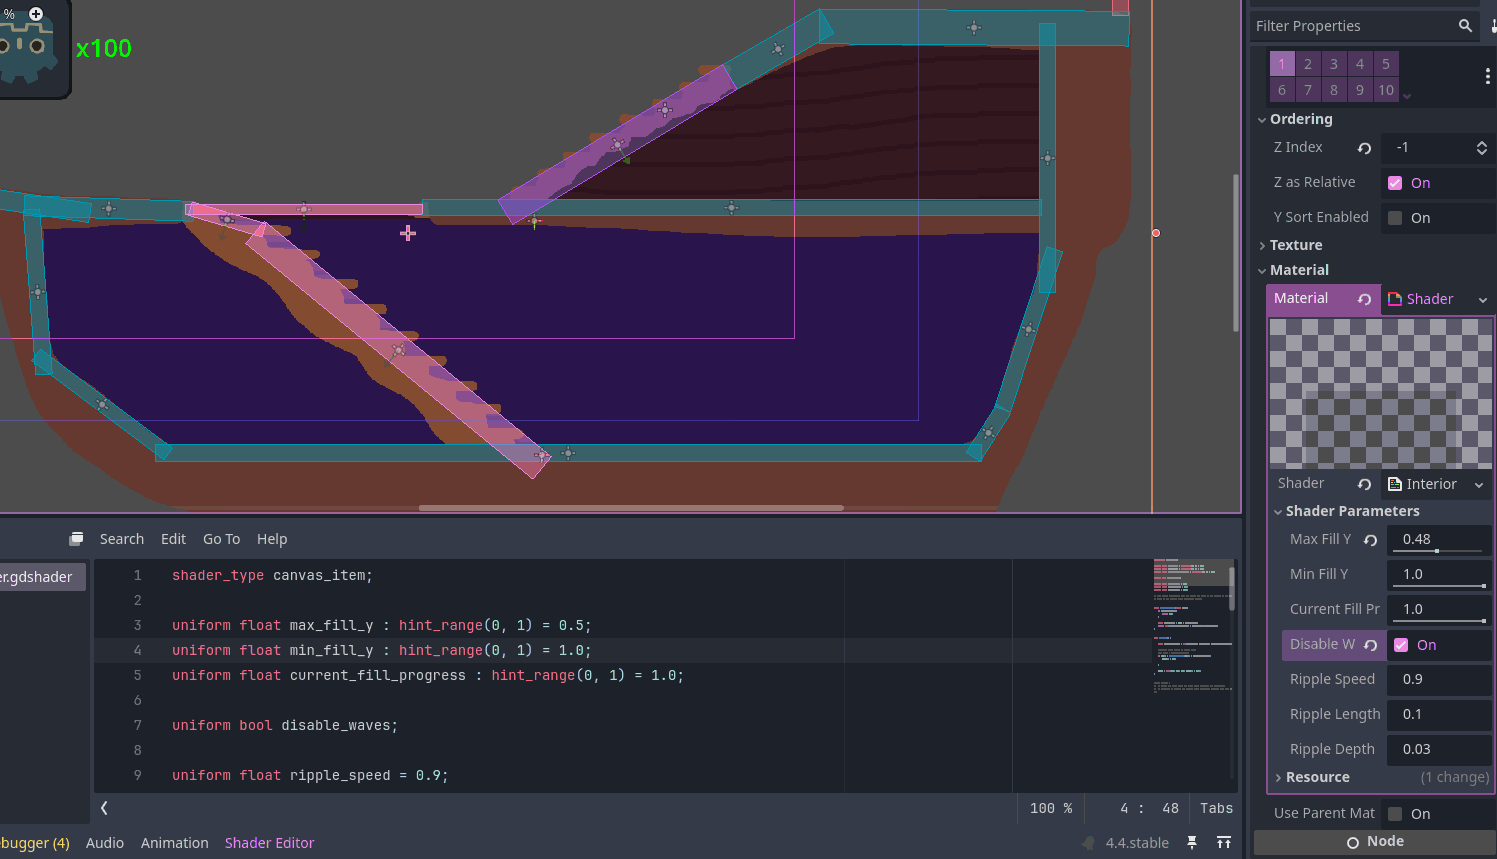 %
x100
Filter Properties
1 2 3 4 5
6 7 8 9 10
Ordering
Z Index -1
Z as Relative On
Y Sort Enabled On
Texture
Material
Material Shader
Shader Interior
Shader Parameters
Max Fill Y 0.48
Min Fill Y 1.0
Current Fill Pr 1.0
Disable W On
Ripple Speed 0.9
Ripple Length 0.1
Ripple Depth 0.03
Resource (1 change)
Use Parent Mat On
Node
Search Edit Go To Help
er.gdshader
1 shader_type canvas_item;
2
3 uniform float max_fill_y : hint_range(0, 1) = 0.5;
4 uniform float min_fill_y : hint_range(0, 1) = 1.0;
5 uniform float current_fill_progress : hint_range(0, 1) = 1.0;
6
7 uniform bool disable_waves;
8
9 uniform float ripple_speed = 0.9;
100 % 4 : 48 Tabs
bugger (4) Audio Animation Shader Editor 4.4.stable